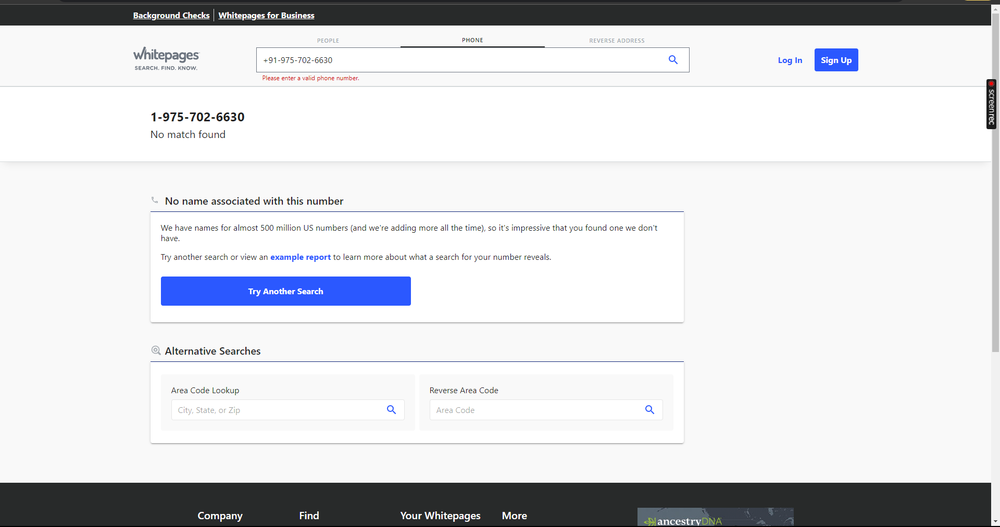 Background Checks
Whitepages for Business
PEOPLE
PHONE
REVERSE ADDRESS
whitepages
SEARCH. FIND. KNOW.
+91-975-702-6630
Log In
Sign Up
Please enter a valid phone number.
screenrec
1-975-702-6630
No match found
No name associated with this number
We have names for almost 500 million US numbers (and we're adding more all the time), so it's impressive that you found one we don't
have.
Try another search or view an example report to learn more about what a search for your number reveals.
Try Another Search
Alternative Searches
Area Code Lookup
Reverse Area Code
City, State, or Zip
Area Code
Company
Find
Your Whitepages
More
ancestryDNA